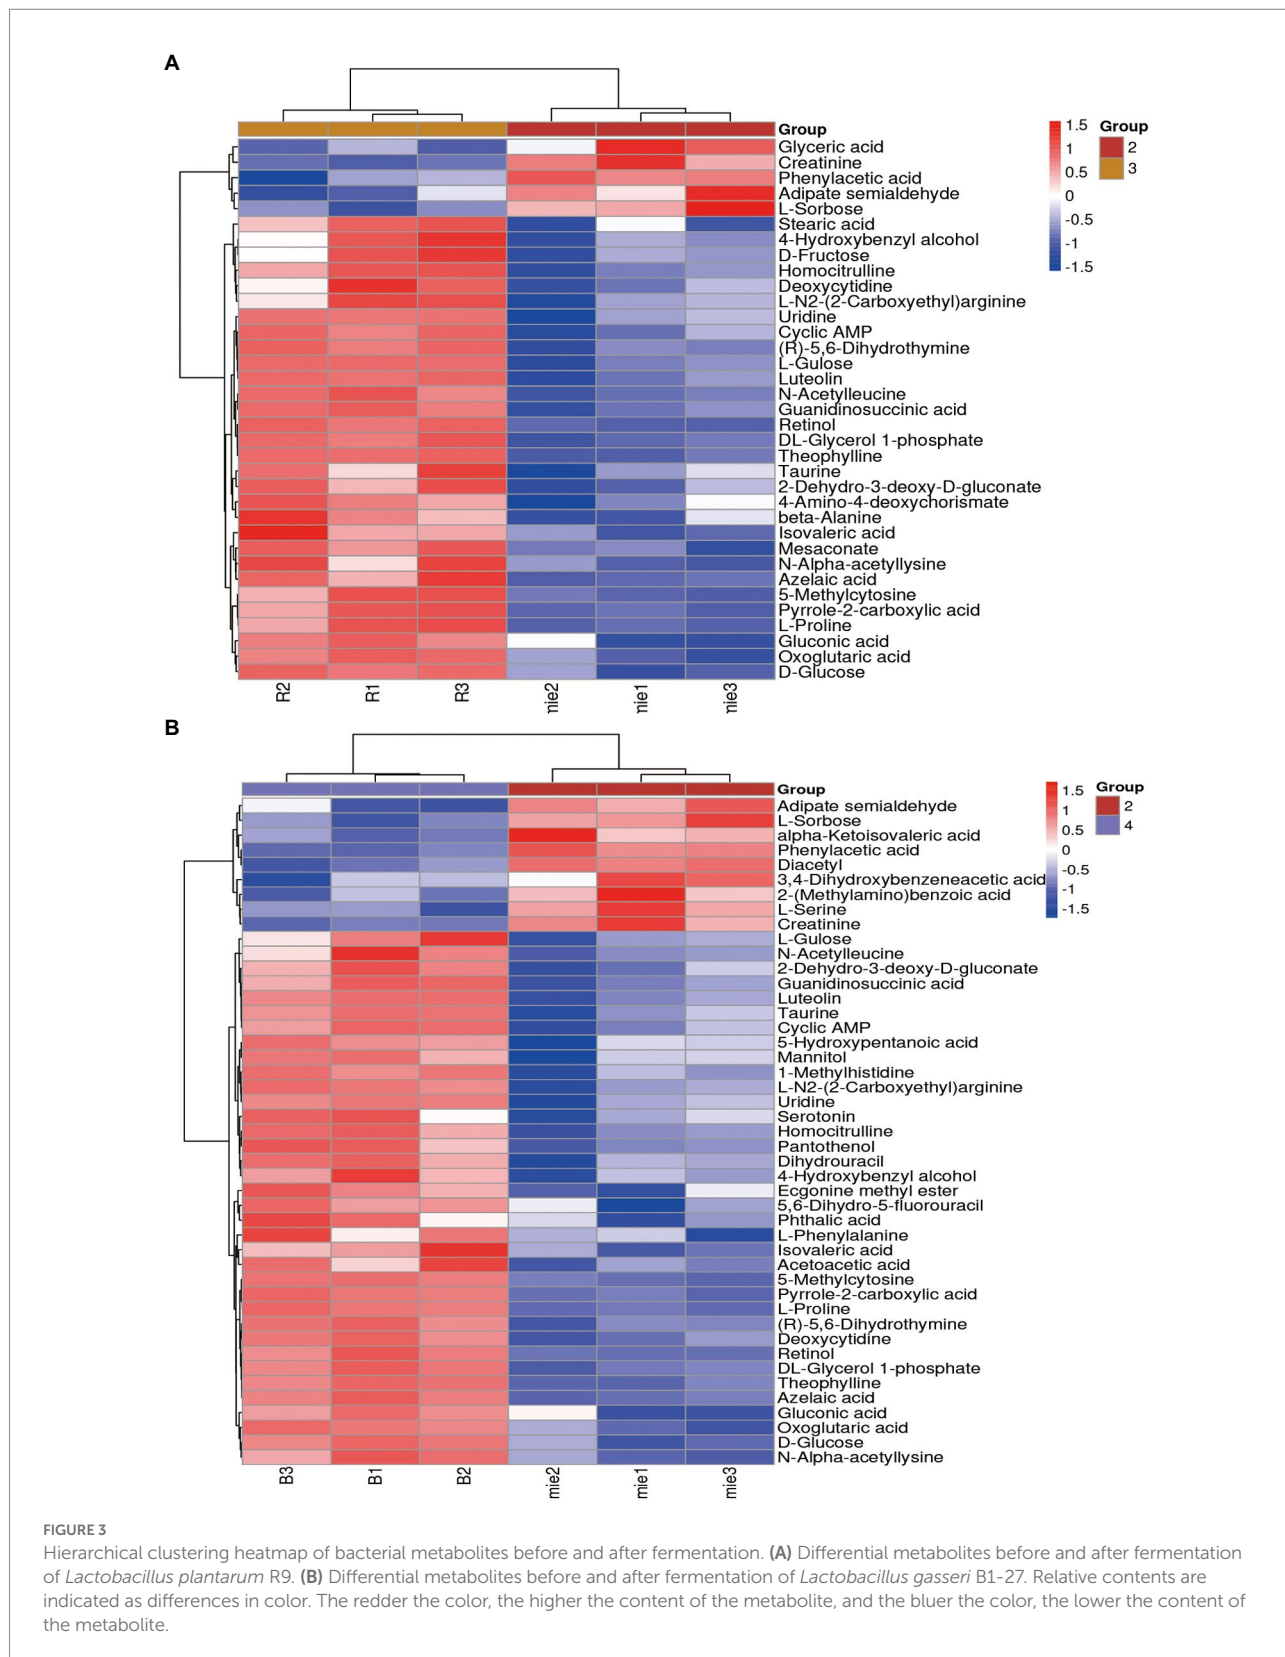 A
Group
Glyceric acid
Creatinine
Phenylacetic acid
Adipate semialdehyde
L-Sorbose
Stearic acid
4-Hydroxybenzyl alcohol
D-Fructose
Homocitrulline
Deoxycytidine
L-N2-(2-Carboxyethyl)arginine
Uridine
Cyclic AMP
(R)-5,6-Dihydrothymine
L-Gulose
Luteolin
N-Acetylleucine
Guanidinosuccinic acid
Retinol
DL-Glycerol 1-phosphate
Theophylline
Taurine
2-Dehydro-3-deoxy-D-gluconate
4-Amino-4-deoxychorismate
beta-Alanine
Isovaleric acid
Mesaconate
N-Alpha-acetyllysine
Azelaic acid
5-Methylcytosine
Pyrrole-2-carboxylic acid
L-Proline
Gluconic acid
Oxoglutaric acid
D-Glucose
R2 R1 R3 mie2 mie1 mie3
1.5
1
0.5
0
-0.5
-1
-1.5
Group
2
3
B
Group
Adipate semialdehyde
L-Sorbose
alpha-Ketoisovaleric acid
Phenylacetic acid
Diacetyl
3,4-Dihydroxybenzeneacetic acid
2-(Methylamino)benzoic acid
L-Serine
Creatinine
L-Gulose
N-Acetylleucine
2-Dehydro-3-deoxy-D-gluconate
Guanidinosuccinic acid
Luteolin
Taurine
Cyclic AMP
5-Hydroxypentanoic acid
Mannitol
1-Methylhistidine
L-N2-(2-Carboxyethyl)arginine
Uridine
Serotonin
Homocitrulline
Pantothenol
Dihydrouracil
4-Hydroxybenzyl alcohol
Ecgonine methyl ester
5,6-Dihydro-5-fluorouracil
Phthalic acid
L-Phenylalanine
Isovaleric acid
Acetoacetic acid
5-Methylcytosine
Pyrrole-2-carboxylic acid
L-Proline
(R)-5,6-Dihydrothymine
Deoxycytidine
Retinol
DL-Glycerol 1-phosphate
Theophylline
Azelaic acid
Gluconic acid
Oxoglutaric acid
D-Glucose
N-Alpha-acetyllysine
B3 B1 B2 mie2 mie1 mie3
1.5
1
0.5
0
-0.5
-1
-1.5
Group
2
4
FIGURE 3
Hierarchical clustering heatmap of bacterial metabolites before and after fermentation. (A) Differential metabolites before and after fermentation
of Lactobacillus plantarum R9. (B) Differential metabolites before and after fermentation of Lactobacillus gasseri B1-27. Relative contents are
indicated as differences in color. The redder the color, the higher the content of the metabolite, and the bluer the color, the lower the content of
the metabolite.